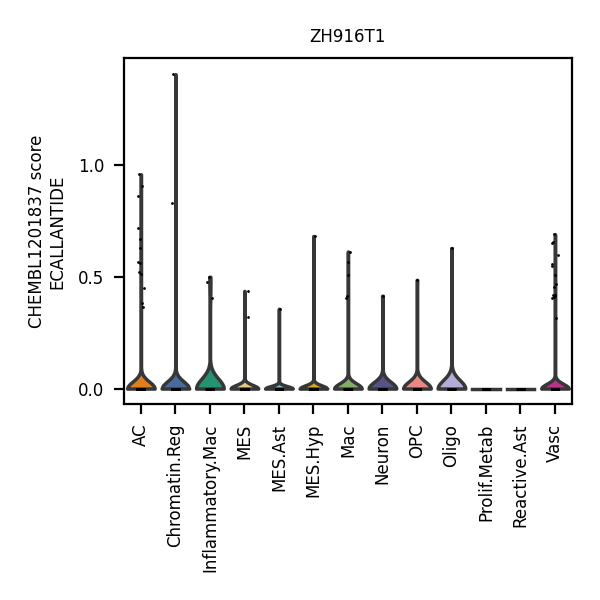 ZH916T1
CHEMBL1201837 score
ECALLANTIDE
1.0
0.5
0.0
AC
Chromatin.Reg
Inflammatory.Mac
MES
MES.Ast
MES.Hyp
Mac
Neuron
OPC
Oligo
Prolif.Metab
Reactive.Ast
Vasc